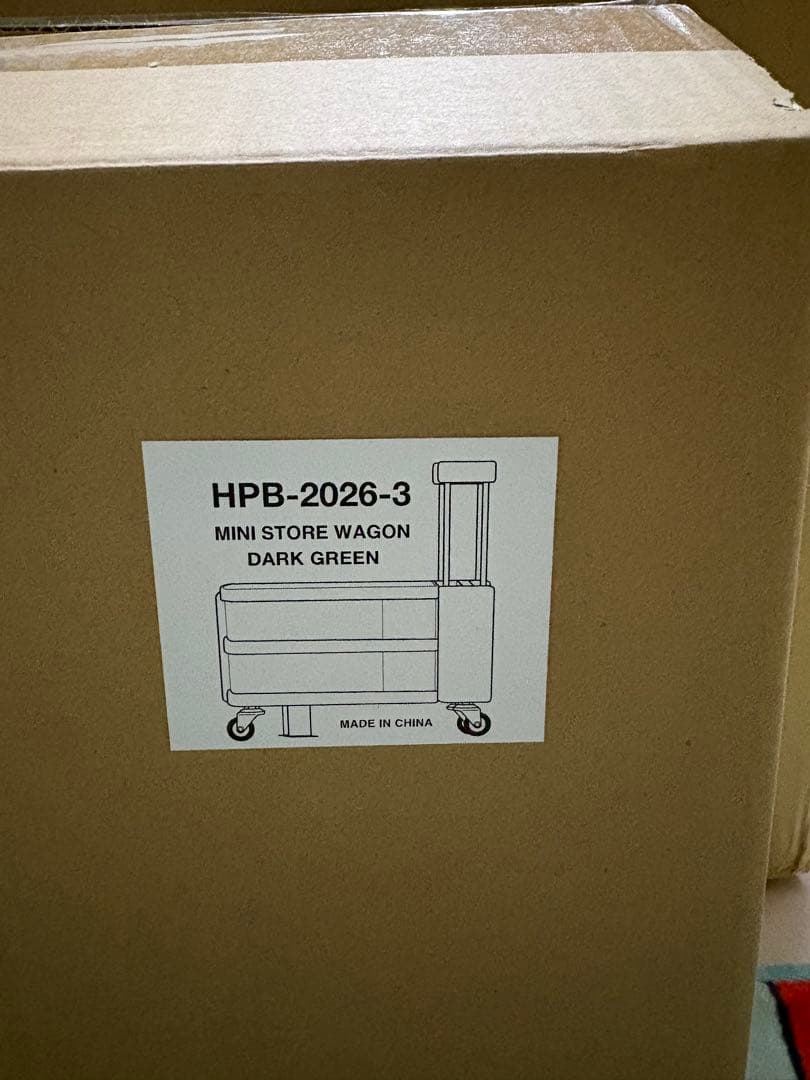 HPB-2026-3
MINI STORE WAGON
DARK GREEN
MADE IN CHINA